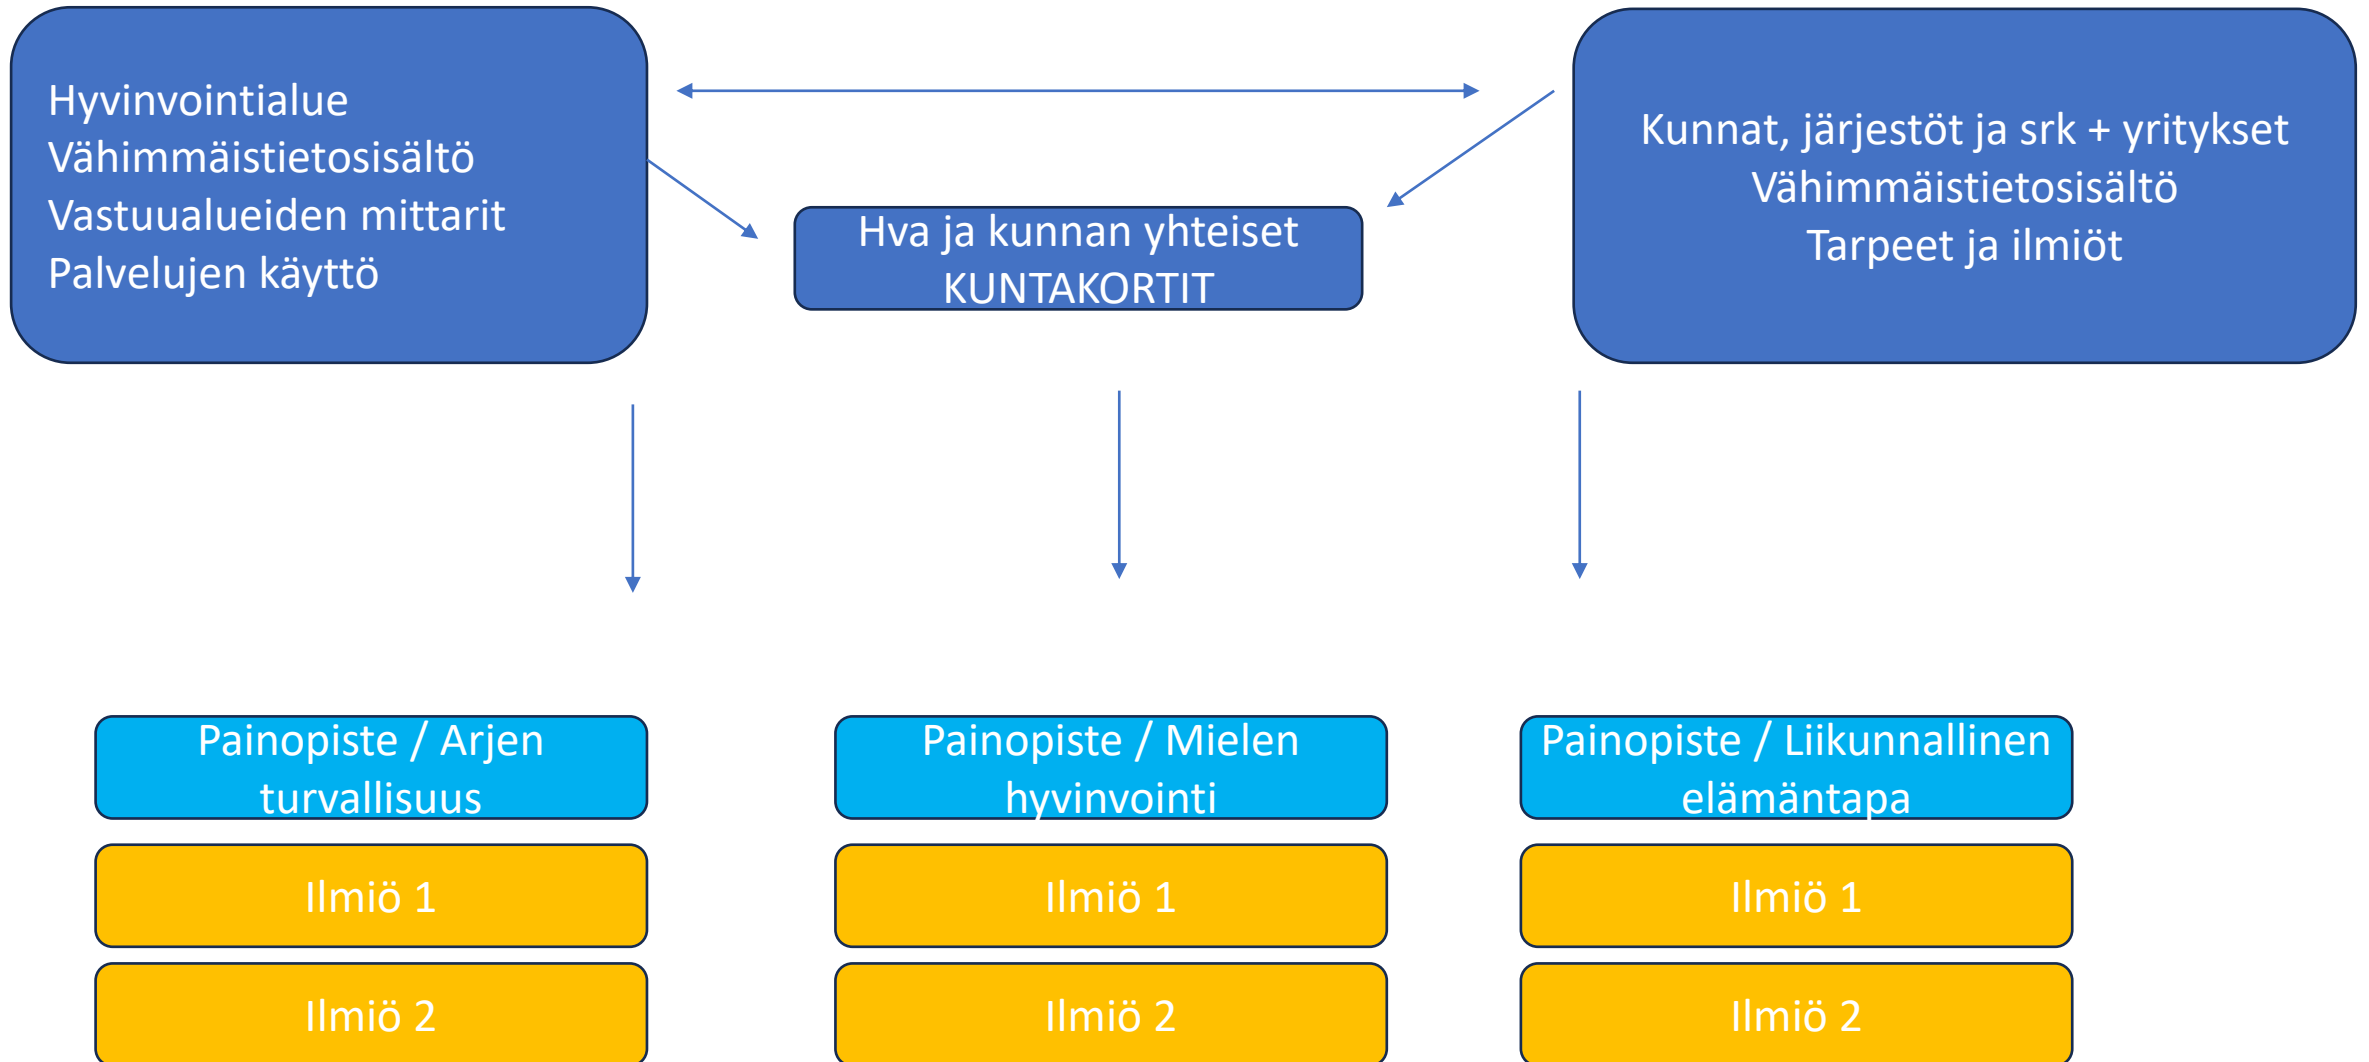 Hyvinvointialue
Vähimmäistietosisältö
Vastuualueiden mittarit
Palvelujen käyttö
Hva ja kunnan yhteiset
KUNTAKORTIT
Kunnat, järjestöt ja srk + yritykset
Vähimmäistietosisältö
Tarpeet ja ilmiöt
Painopiste / Arjen
turvallisuus
Ilmiö 1
Ilmiö 2
Painopiste / Mielen
hyvinvointi
Ilmiö 1
Ilmiö 2
Painopiste / Liikunnallinen
elämäntapa
Ilmiö 1
Ilmiö 2